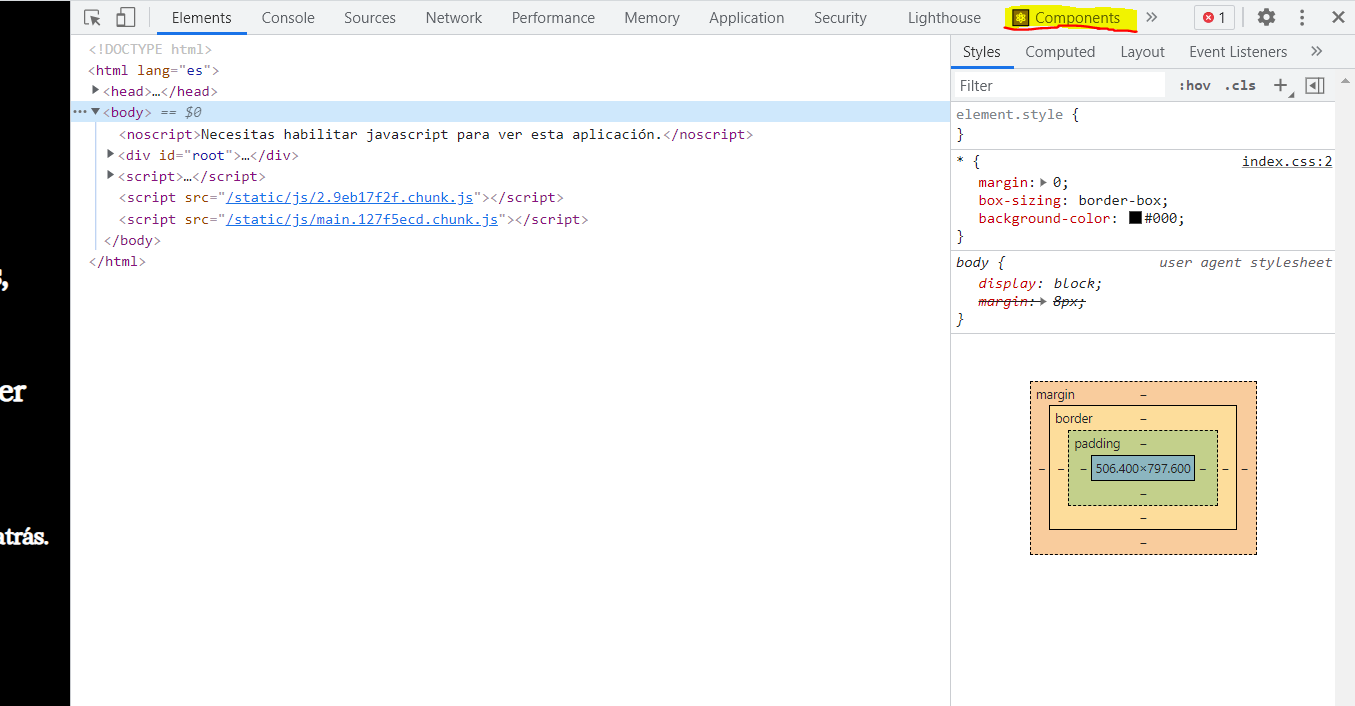 Elements Console Sources Network Performance Memory Application Security Lighthouse Components » 1
<!DOCTYPE html>
<html lang="es">
<head>…</head>
<body> == $0
<noscript>Necesitas habilitar javascript para ver esta aplicación.</noscript>
<div id="root">…</div>
<script>…</script>
<script src="/static/js/2.9eb17f2f.chunk.js"></script>
<script src="/static/js/main.127f5ecd.chunk.js"></script>
</body>
</html>
s,
er
atrás.
Styles Computed Layout Event Listeners »
Filter :hov .cls +
element.style {
}
* { index.css:2
margin: 0;
box-sizing: border-box;
background-color: #000;
}
body { user agent stylesheet
display: block;
margin: 8px;
}
margin –
border –
padding –
– – – 506.400×797.600 – – –
–
–
–